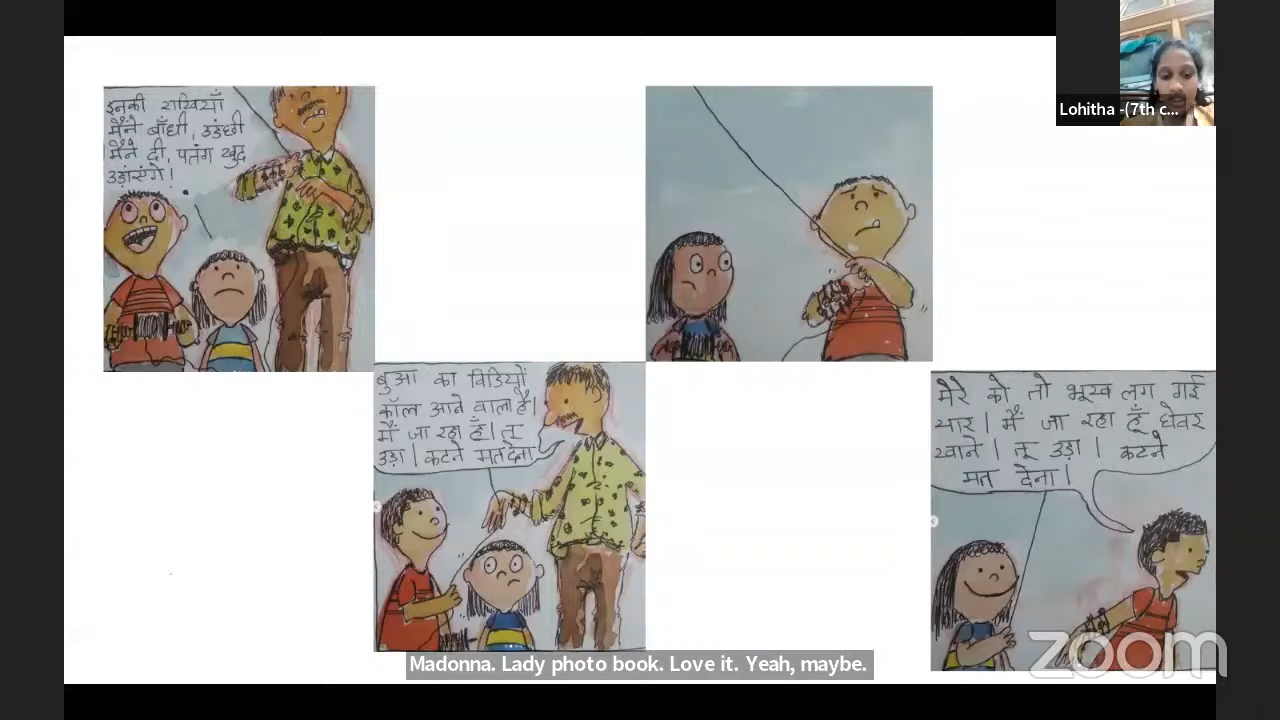 इनकी राखियाँ
मैंने बाँधी, उड़ंछी
मैंने दी, पतंग खुद
उड़ांएगे!
बुआ का विडियों
कॉल आने वाला है।
मैं जा रहा हूँ। तू
उड़ा। कटने मत देना
मेरे को तो भूख लग गई
यार। मैं जा रहा हूँ घेवर
खाने। तू उड़ा। कटने
मत देना।
Lohitha -(7th c...
Madonna. Lady photo book. Love it. Yeah, maybe.
zoom